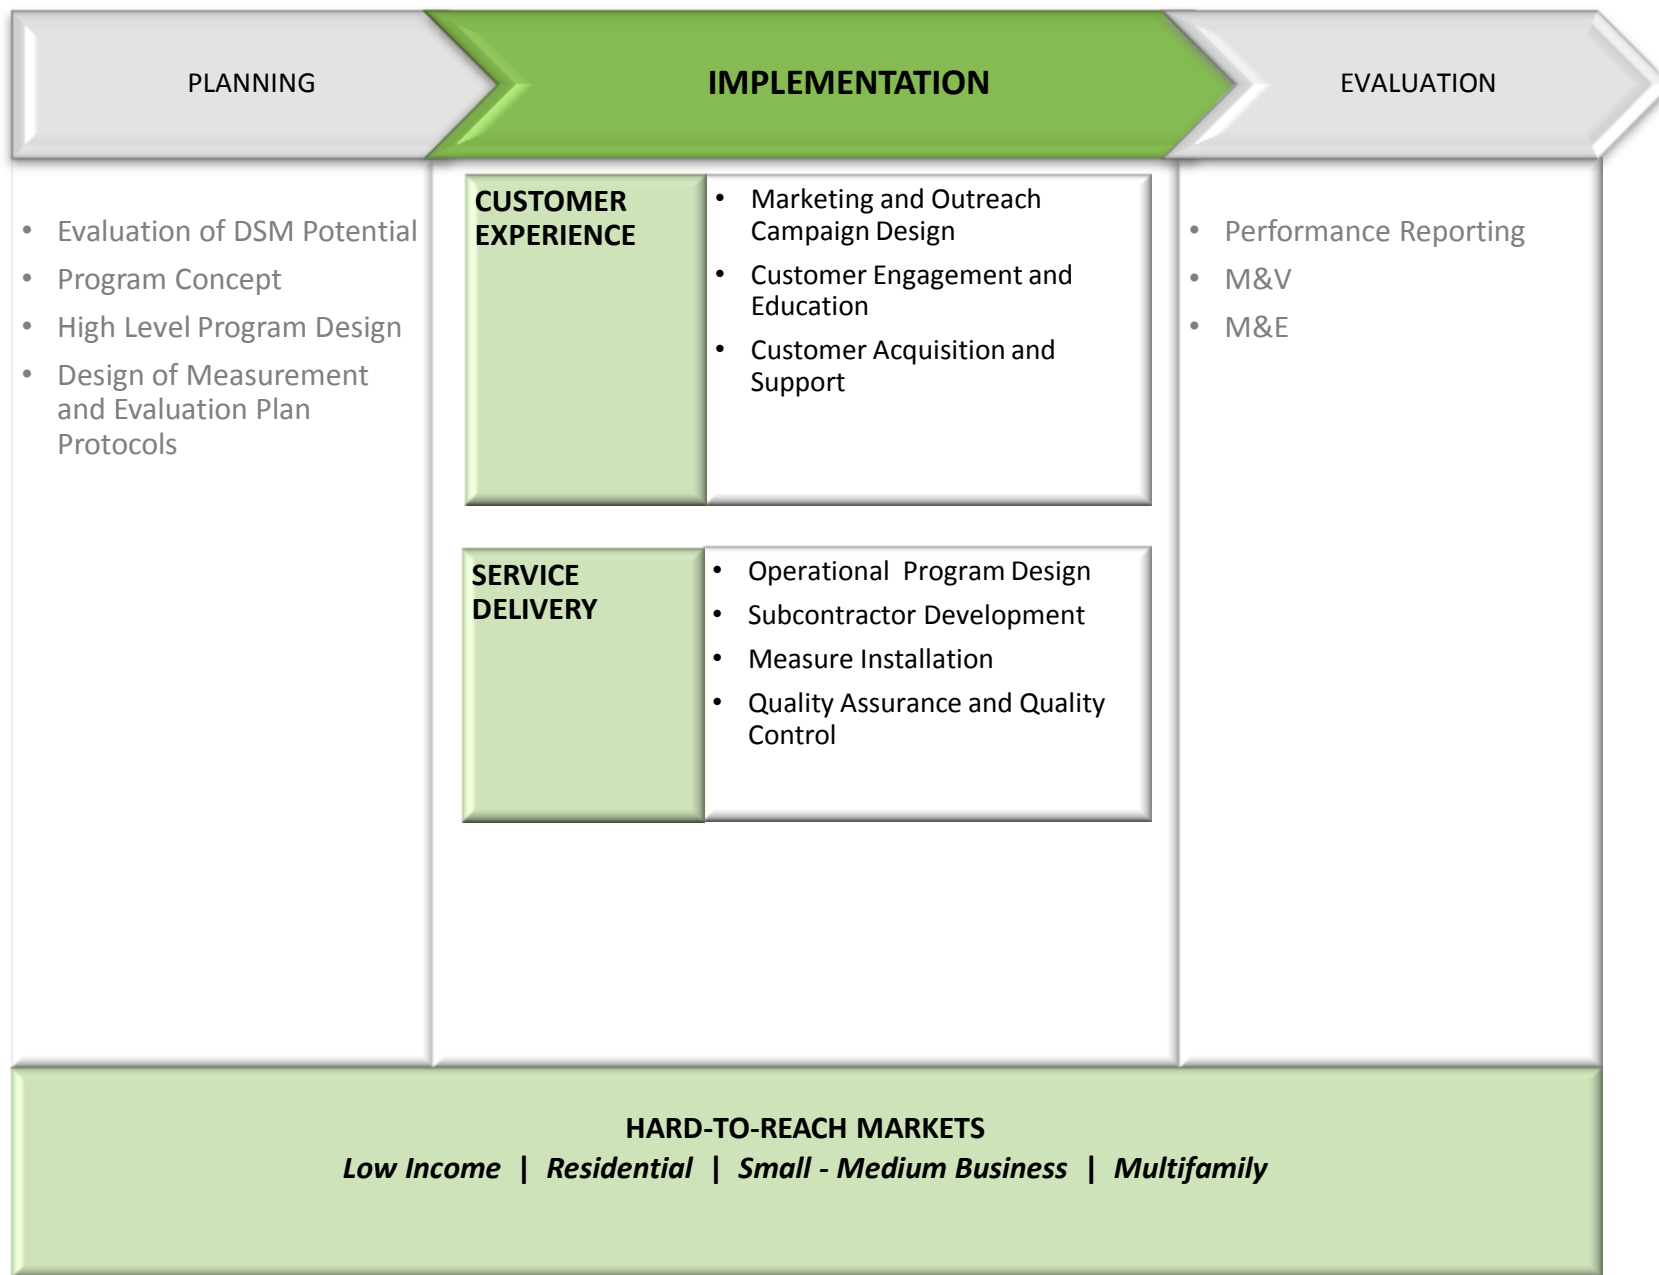 PLANNING
IMPLEMENTATION
EVALUATION
• Evaluation of DSM Potential
• Program Concept
• High Level Program Design
• Design of Measurement
and Evaluation Plan
Protocols
CUSTOMER
EXPERIENCE
• Marketing and Outreach
Campaign Design
• Customer Engagement and
Education
• Customer Acquisition and
Support
SERVICE
DELIVERY
• Operational Program Design
• Subcontractor Development
• Measure Installation
• Quality Assurance and Quality
Control
• Performance Reporting
• M&V
• M&E
HARD-TO-REACH MARKETS
Low Income | Residential | Small - Medium Business | Multifamily